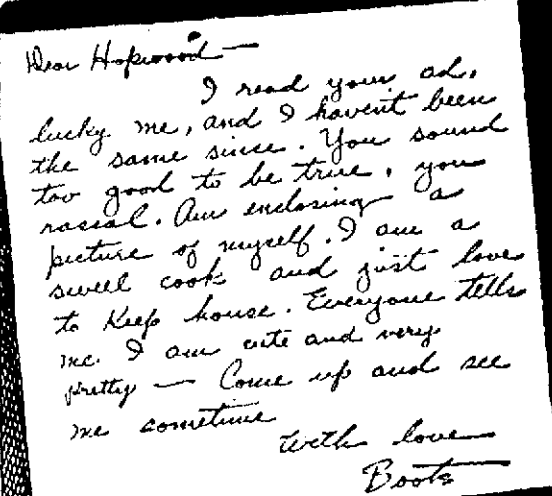 Dear Hopwood —
I read your ad,
lucky me, and I haven't been
the same since. You sound
too good to be true, you
rascal. Am enclosing a
picture of myself. I am a
sweet cook and just love
to keep house. Everyone tells
me I am cute and very
pretty — Come up and see
me sometime
With love
Boots